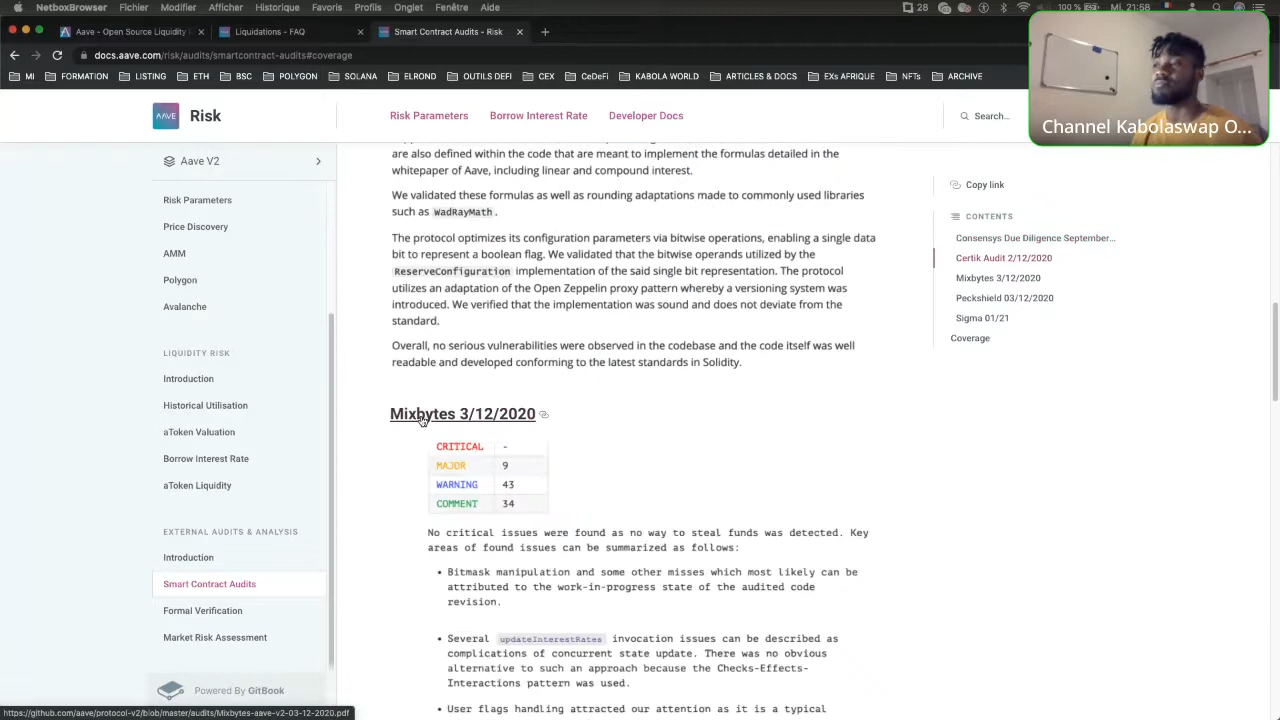 NetboxBrowser Fichier Modifier Afficher Historique Favoris Profils Onglet Fenêtre Aide
28 100 % Mi. 21:58
Aave - Open Source Liquidity Liquidations - FAQ Smart Contract Audits - Risk
docs.aave.com/risk/audits/smartcontract-audits#coverage
MI FORMATION LISTING ETH BSC POLYGON SOLANA ELROND OUTILS DEFI CEX CeDeFi KABOLA WORLD ARTICLES & DOCS EXs AFRIQUE NFTs ARCHIVE
Channel Kabolaswap O...
AAVE Risk
Risk Parameters Borrow Interest Rate Developer Docs
Search...
Aave V2
Risk Parameters
Price Discovery
AMM
Polygon
Avalanche
LIQUIDITY RISK
Introduction
Historical Utilisation
aToken Valuation
Borrow Interest Rate
aToken Liquidity
EXTERNAL AUDITS & ANALYSIS
Introduction
Smart Contract Audits
Formal Verification
Market Risk Assessment
Powered By GitBook
are also defined within the code that are meant to implement the formulas detailed in the
whitepaper of Aave, including linear and compound interest.
We validated these formulas as well as rounding adaptations made to commonly used libraries
such as WadRayMath.
The protocol optimizes its configuration parameters via bitwise operations, enabling a single data
bit to represent a boolean flag. We validated that the bitwise operands utilized by the
ReserveConfiguration implementation of the said single bit representation. The protocol
utilizes an adaptation of the Open Zeppelin proxy pattern whereby a versioning system was
introduced. We verified that the implementation was sound and does not deviate from the
standard.
Overall, no serious vulnerabilities were observed in the codebase and the code itself was well
readable and developed conforming to the latest standards in Solidity.
Mixbytes 3/12/2020
CRITICAL -
MAJOR 9
WARNING 43
COMMENT 34
No critical issues were found as no way to steal funds was detected. Key
areas of found issues can be summarized as follows:
• Bitmask manipulation and some other misses which most likely can be
attributed to the work-in-progress state of the audited code
revision.
• Several updateInterestRates invocation issues can be described as
complications of concurrent state update. There was no obvious
alternative to such an approach because the Checks-Effects-
Interactions pattern was used.
• User flags handling attracted our attention as it is a typical
Copy link
CONTENTS
Consensys Due Diligence September...
Certik Audit 2/12/2020
Mixbytes 3/12/2020
Peckshield 03/12/2020
Sigma 01/21
Coverage
https://github.com/aave/protocol-v2/blob/master/audits/Mixbytes-aave-v2-03-12-2020.pdf